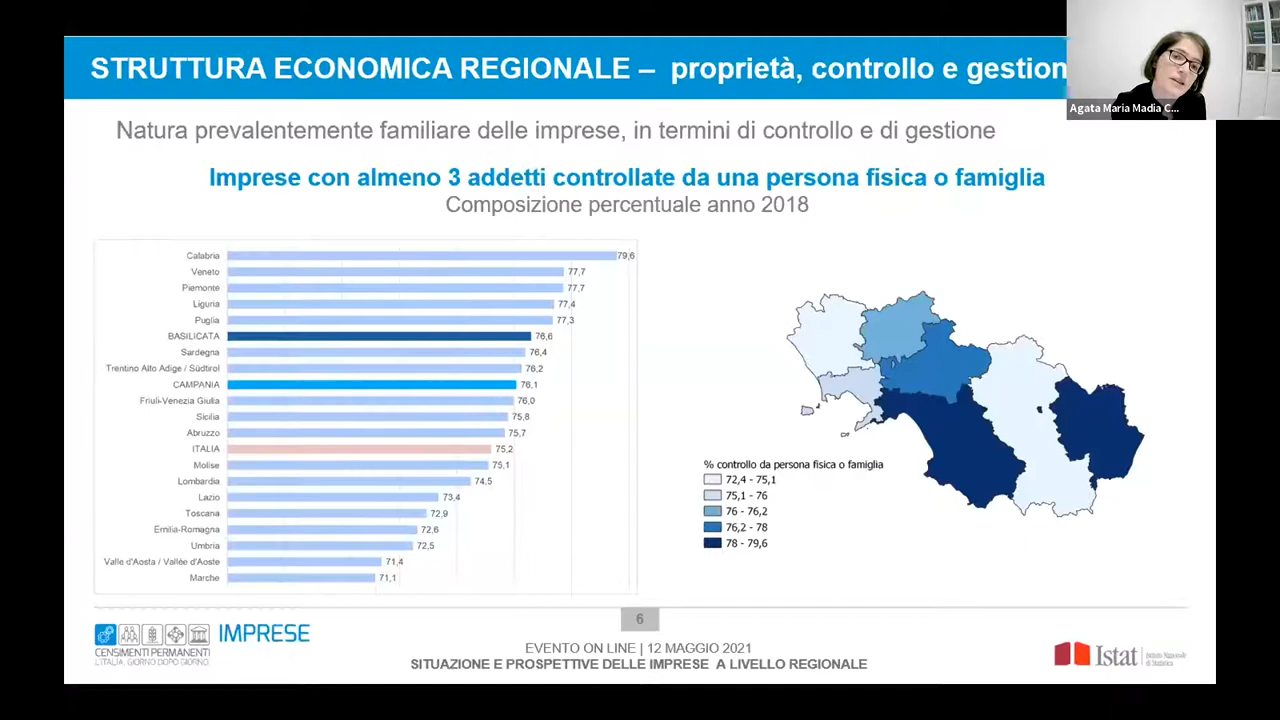 STRUTTURA ECONOMICA REGIONALE – proprietà, controllo e gestion
Agata Maria Madia C...
Natura prevalentemente familiare delle imprese, in termini di controllo e di gestione
Imprese con almeno 3 addetti controllate da una persona fisica o famiglia
Composizione percentuale anno 2018
Calabria 79,6
Veneto 77,7
Piemonte 77,7
Liguria 77,4
Puglia 77,3
BASILICATA 76,6
Sardegna 76,4
Trentino Alto Adige / Südtirol 76,2
CAMPANIA 76,1
Friuli-Venezia Giulia 76,0
Sicilia 75,8
Abruzzo 75,7
ITALIA 75,2
Molise 75,1
Lombardia 74,5
Lazio 73,4
Toscana 72,9
Emilia-Romagna 72,6
Umbria 72,5
Valle d'Aosta / Vallée d'Aoste 71,4
Marche 71,1
% controllo da persona fisica o famiglia
72,4 - 75,1
75,1 - 76
76 - 76,2
76,2 - 78
78 - 79,6
6
IMPRESE
CENSIMENTI PERMANENTI
L'ITALIA, GIORNO DOPO GIORNO
EVENTO ON LINE | 12 MAGGIO 2021
SITUAZIONE E PROSPETTIVE DELLE IMPRESE A LIVELLO REGIONALE
Istat